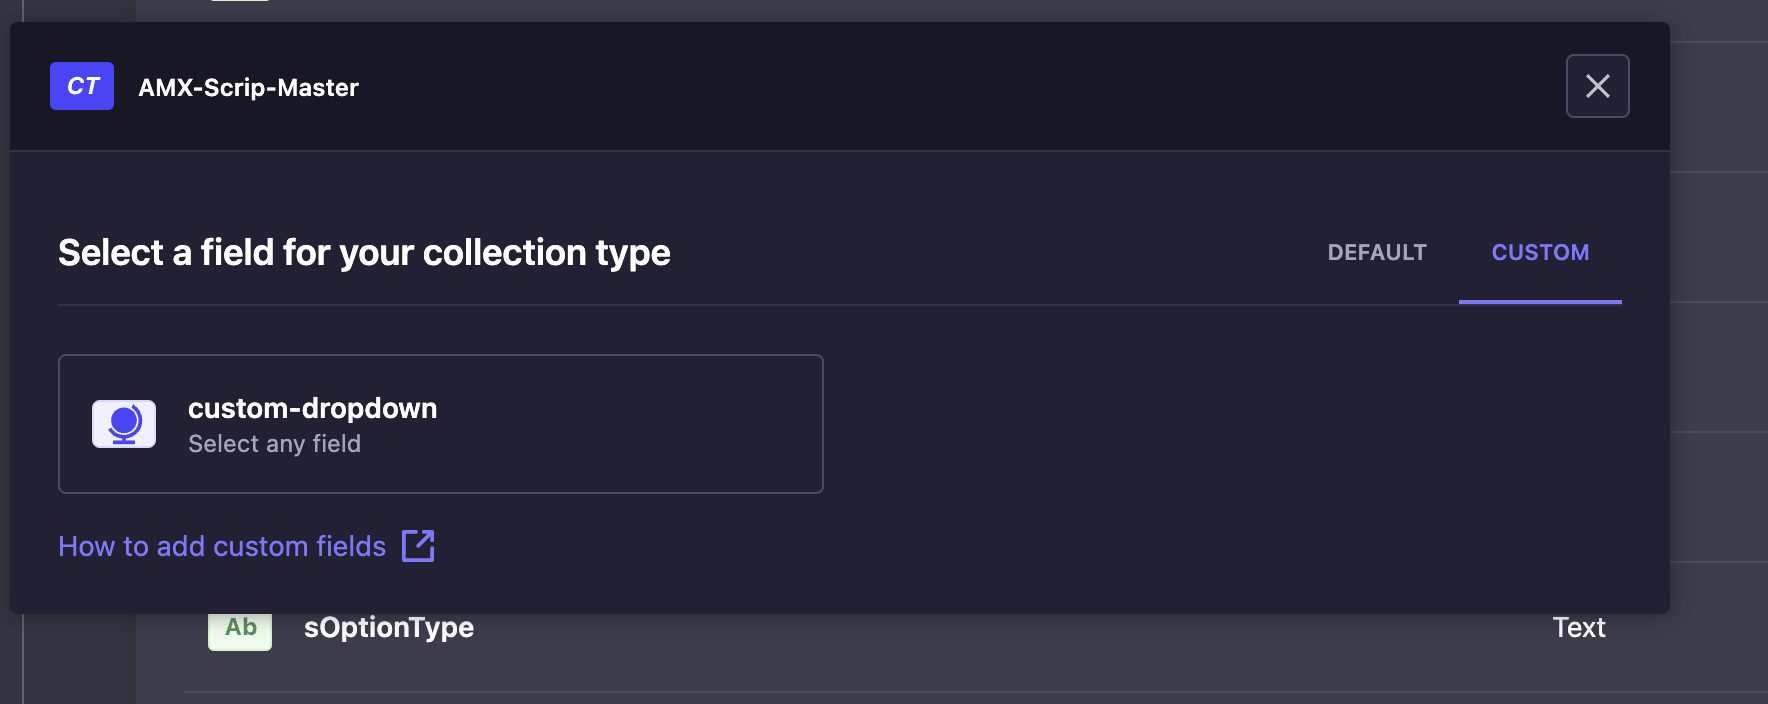 CT AMX-Scrip-Master
Select a field for your collection type
DEFAULT CUSTOM
custom-dropdown
Select any field
How to add custom fields
Ab sOptionType Text